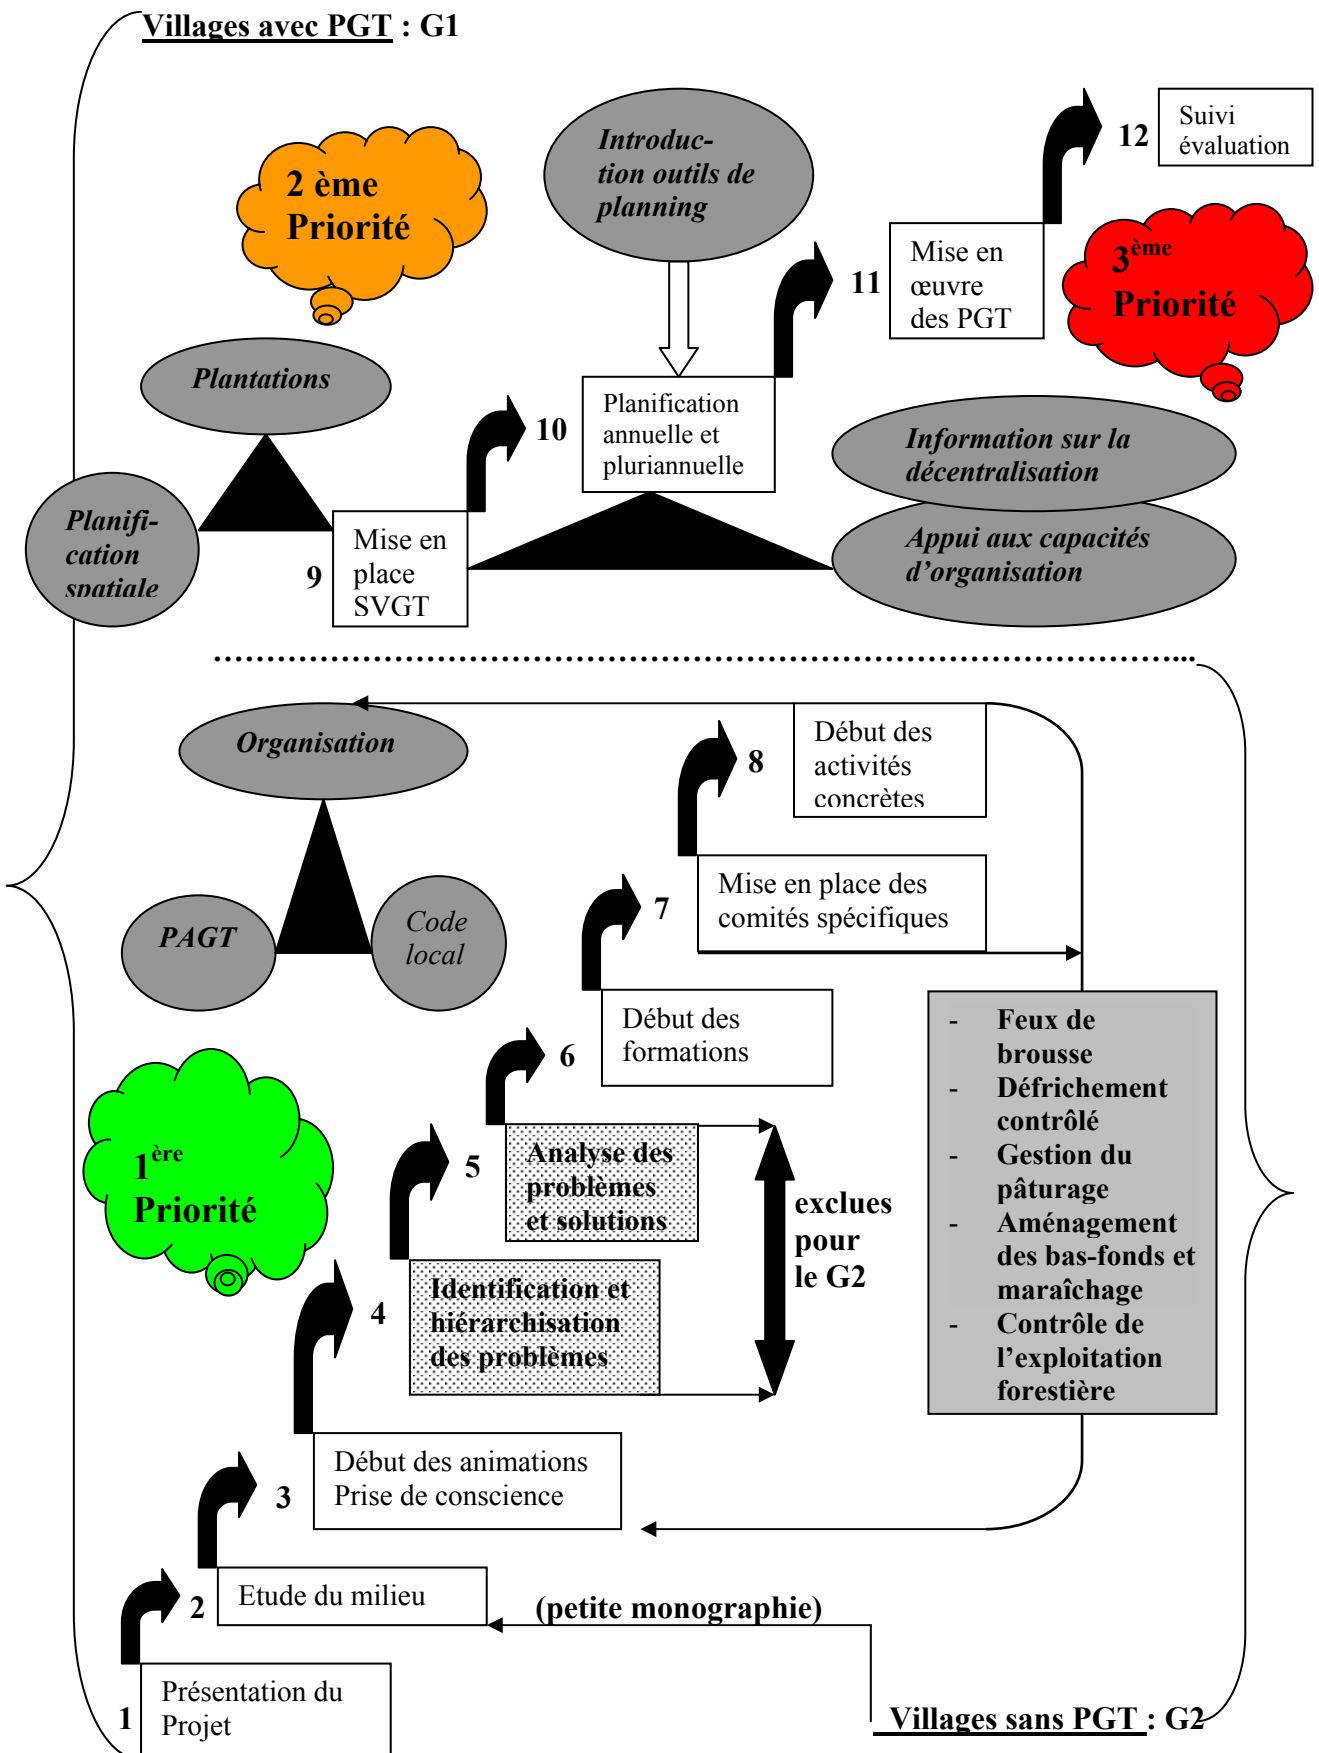 Villages avec PGT : G1
12
Suivi
évaluation
Introduc-
tion outils de
planning
2 ème
Priorité
11
Mise en
œuvre
des PGT
3ème
Priorité
Plantations
10
Planification
annuelle et
pluriannuelle
Information sur la
décentralisation
Planifi-
cation
spatiale
9
Mise en
place
SVGT
Appui aux capacités
d’organisation
Organisation
8
Début des
activités
concrètes
PAGT
Code
local
7
Mise en place des
comités spécifiques
6
Début des
formations
- Feux de
brousse
- Défrichement
contrôlé
- Gestion du
pâturage
- Aménagement
des bas-fonds et
maraîchage
- Contrôle de
l’exploitation
forestière
1ère
Priorité
5
Analyse des
problèmes
et solutions
exclues
pour
le G2
4
Identification et
hiérarchisation
des problèmes
3
Début des animations
Prise de conscience
2
Etude du milieu
(petite monographie)
1
Présentation du
Projet
Villages sans PGT : G2